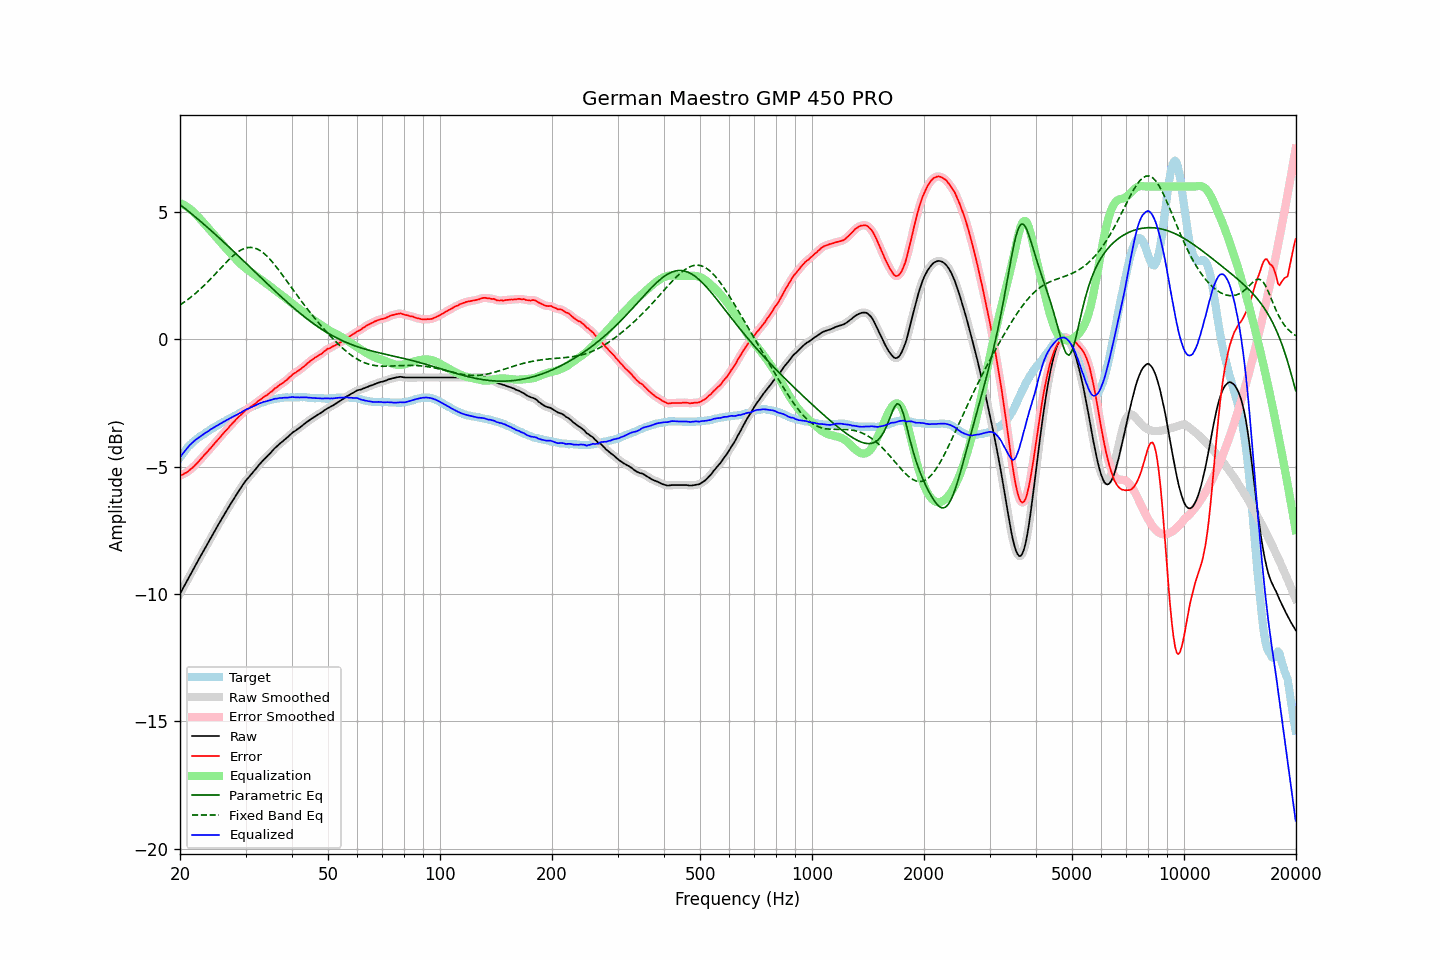 German Maestro GMP 450 PRO
Amplitude (dBr)
5
0
−5
−10
−15
−20
Target
Raw Smoothed
Error Smoothed
Raw
Error
Equalization
Parametric Eq
Fixed Band Eq
Equalized
20 50 100 200 500 1000 2000 5000 10000 20000
Frequency (Hz)